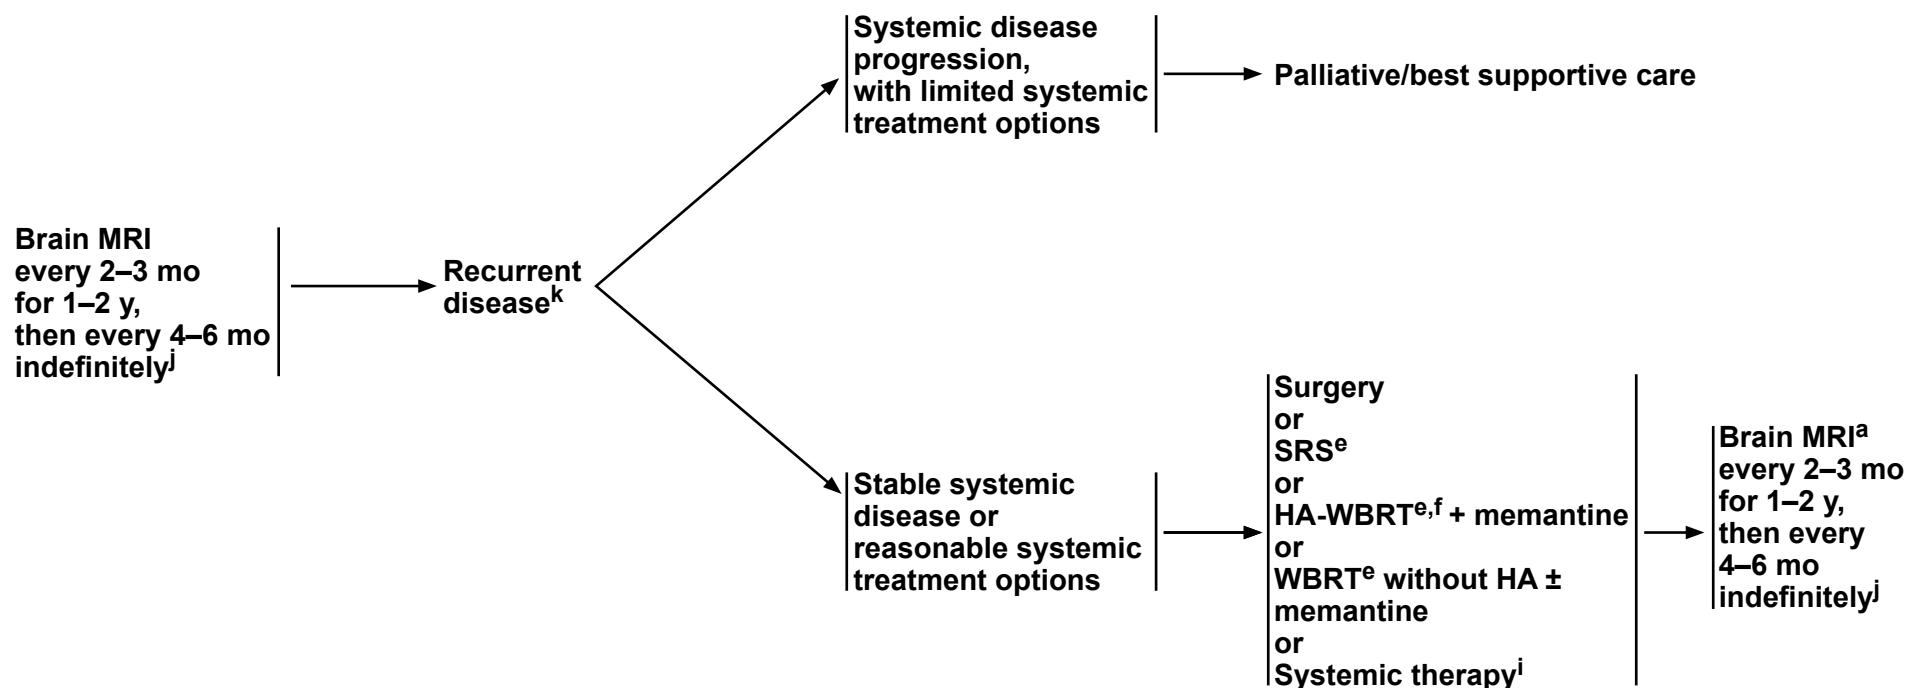 Systemic disease
progression,
with limited systemic
treatment options
Palliative/best supportive care
Brain MRI
every 2–3 mo
for 1–2 y,
then every 4–6 mo
indefinitelyʲ
Recurrent
diseaseᵏ
Stable systemic
disease or
reasonable systemic
treatment options
Surgery
or
SRSᵉ
or
HA-WBRTᵉ,ᶠ + memantine
or
WBRTᵉ without HA ±
memantine
or
Systemic therapyⁱ
Brain MRIᵃ
every 2–3 mo
for 1–2 y,
then every
4–6 mo
indefinitelyʲ